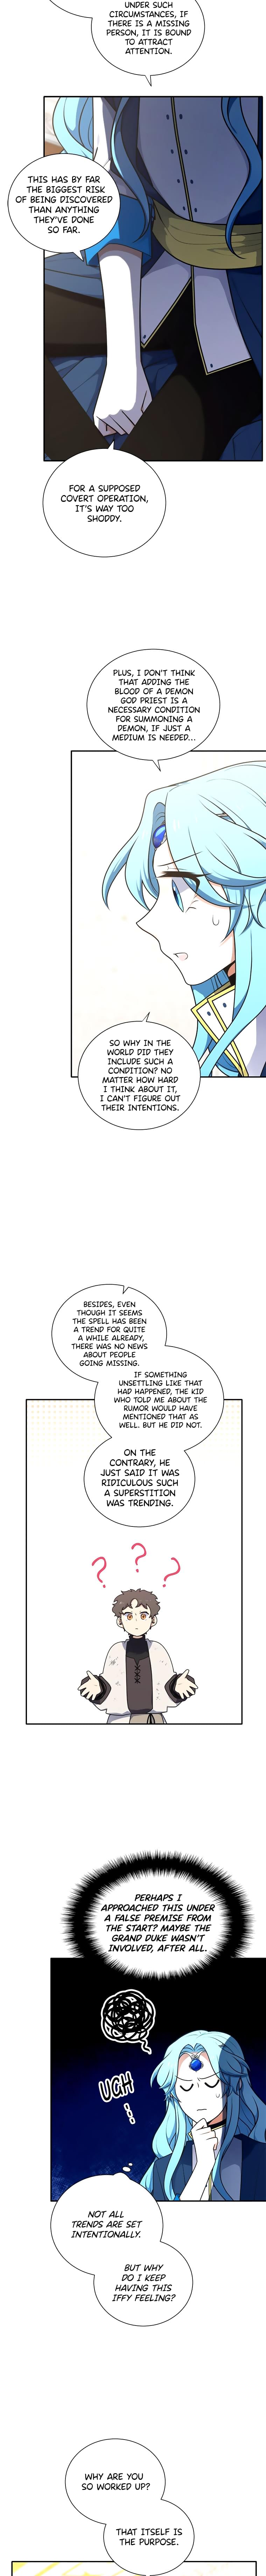 UNDER SUCH
CIRCUMSTANCES, IF
THERE IS A MISSING
PERSON, IT IS BOUND
TO ATTRACT
ATTENTION.
THIS HAS BY FAR
THE BIGGEST RISK
OF BEING DISCOVERED
THAN ANYTHING
THEY'VE DONE
SO FAR.
FOR A SUPPOSED
COVERT OPERATION,
IT'S WAY TOO
SHODDY.
PLUS, I DON'T THINK
THAT ADDING THE
BLOOD OF A DEMON
GOD PRIEST IS A
NECESSARY CONDITION
FOR SUMMONING A
DEMON, IF JUST A
MEDIUM IS NEEDED...
SO WHY IN THE
WORLD DID THEY
INCLUDE SUCH A
CONDITION? NO
MATTER HOW HARD
I THINK ABOUT IT,
I CAN'T FIGURE OUT
THEIR INTENTIONS.
BESIDES, EVEN
THOUGH IT SEEMS
THE SPELL HAS BEEN
A TREND FOR QUITE
A WHILE ALREADY,
THERE WAS NO NEWS
ABOUT PEOPLE
GOING MISSING.
IF SOMETHING
UNSETTLING LIKE THAT
HAD HAPPENED, THE KID
WHO TOLD ME ABOUT THE
RUMOR WOULD HAVE
MENTIONED THAT AS
WELL. BUT HE DID NOT.
ON THE
CONTRARY, HE
JUST SAID IT WAS
RIDICULOUS SUCH
A SUPERSTITION
WAS TRENDING.
? ? ?
PERHAPS I
APPROACHED THIS UNDER
A FALSE PREMISE FROM
THE START? MAYBE THE
GRAND DUKE WASN'T
INVOLVED, AFTER ALL.
UGH
...
NOT ALL
TRENDS ARE SET
INTENTIONALLY.
BUT WHY
DO I KEEP
HAVING THIS
IFFY FEELING?
WHY ARE YOU
SO WORKED UP?
THAT ITSELF IS
THE PURPOSE.